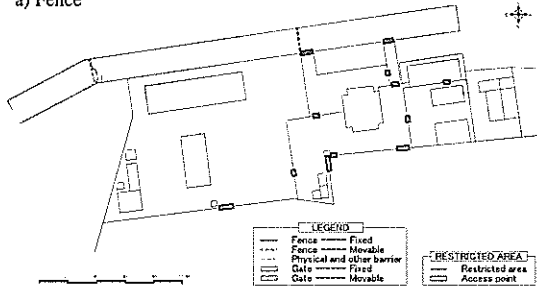 a) Fence
LEGEND
Fence Fixed
Fence Movable
Physical and other barrier
Gate Fixed
Gate Movable
RESTRICTED AREA
Restricted area
Access point